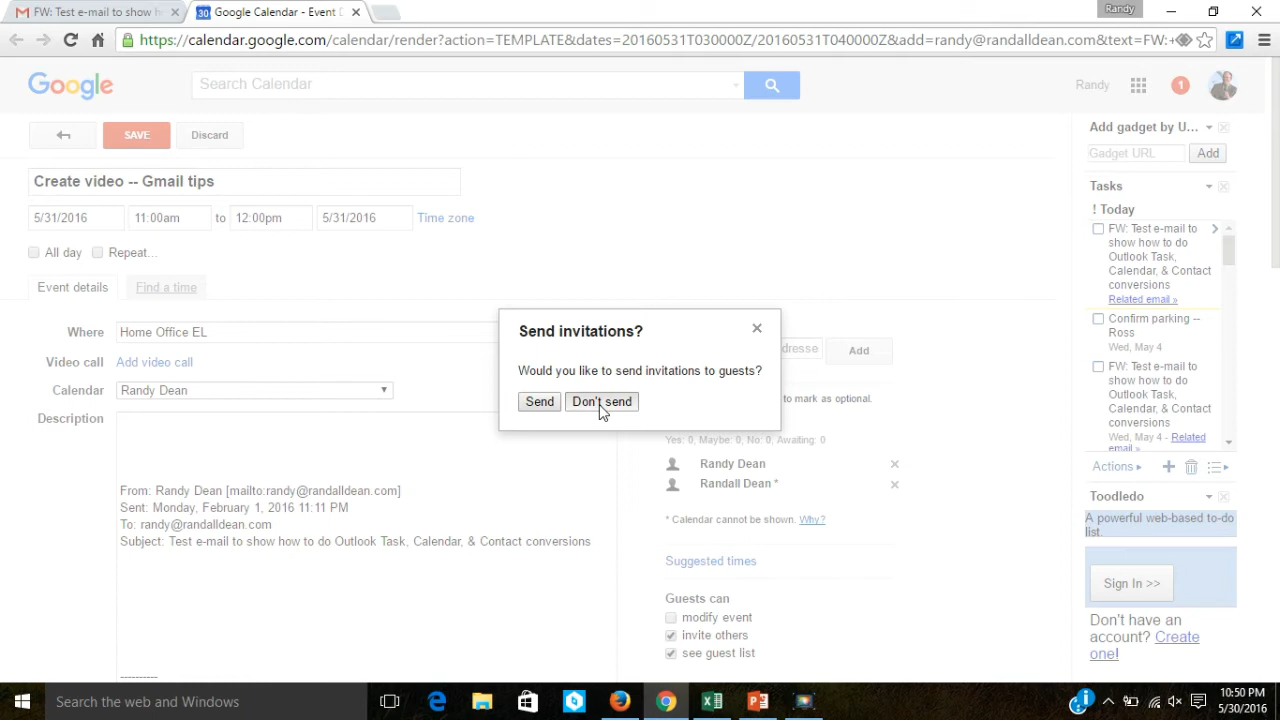 FW: Test e-mail to show h
Google Calendar - Event D
Randy
https://calendar.google.com/calendar/render?action=TEMPLATE&dates=20160531T030000Z/20160531T040000Z&add=randy@randalldean.com&text=FW:+
Google
Search Calendar
Randy
1
SAVE
Discard
Create video -- Gmail tips
5/31/2016
11:00am
to
12:00pm
5/31/2016
Time zone
All day
Repeat...
Event details
Find a time
Where
Home Office EL
Video call
Add video call
Calendar
Randy Dean
Description
From: Randy Dean [mailto:randy@randalldean.com]
Sent: Monday, February 1, 2016 11:11 PM
To: randy@randalldean.com
Subject: Test e-mail to show how to do Outlook Task, Calendar, & Contact conversions
----------
Send invitations?
Would you like to send invitations to guests?
Send
Don't send
Add
to mark as optional.
Yes: 0, Maybe: 0, No: 0, Awaiting: 0
Randy Dean
Randall Dean *
* Calendar cannot be shown. Why?
Suggested times
Guests can
modify event
invite others
see guest list
Add gadget by U...
Gadget URL
Add
Tasks
! Today
FW: Test e-mail to
show how to do
Outlook Task,
Calendar, & Contact
conversions
Related email »
Confirm parking --
Ross
Wed, May 4
FW: Test e-mail to
show how to do
Outlook Task,
Calendar, & Contact
conversions
Wed, May 4 - Related
email »
Actions
Toodledo
A powerful web-based to-do
list.
Sign In >>
Don't have an
account? Create
one!
Search the web and Windows
10:50 PM
5/30/2016